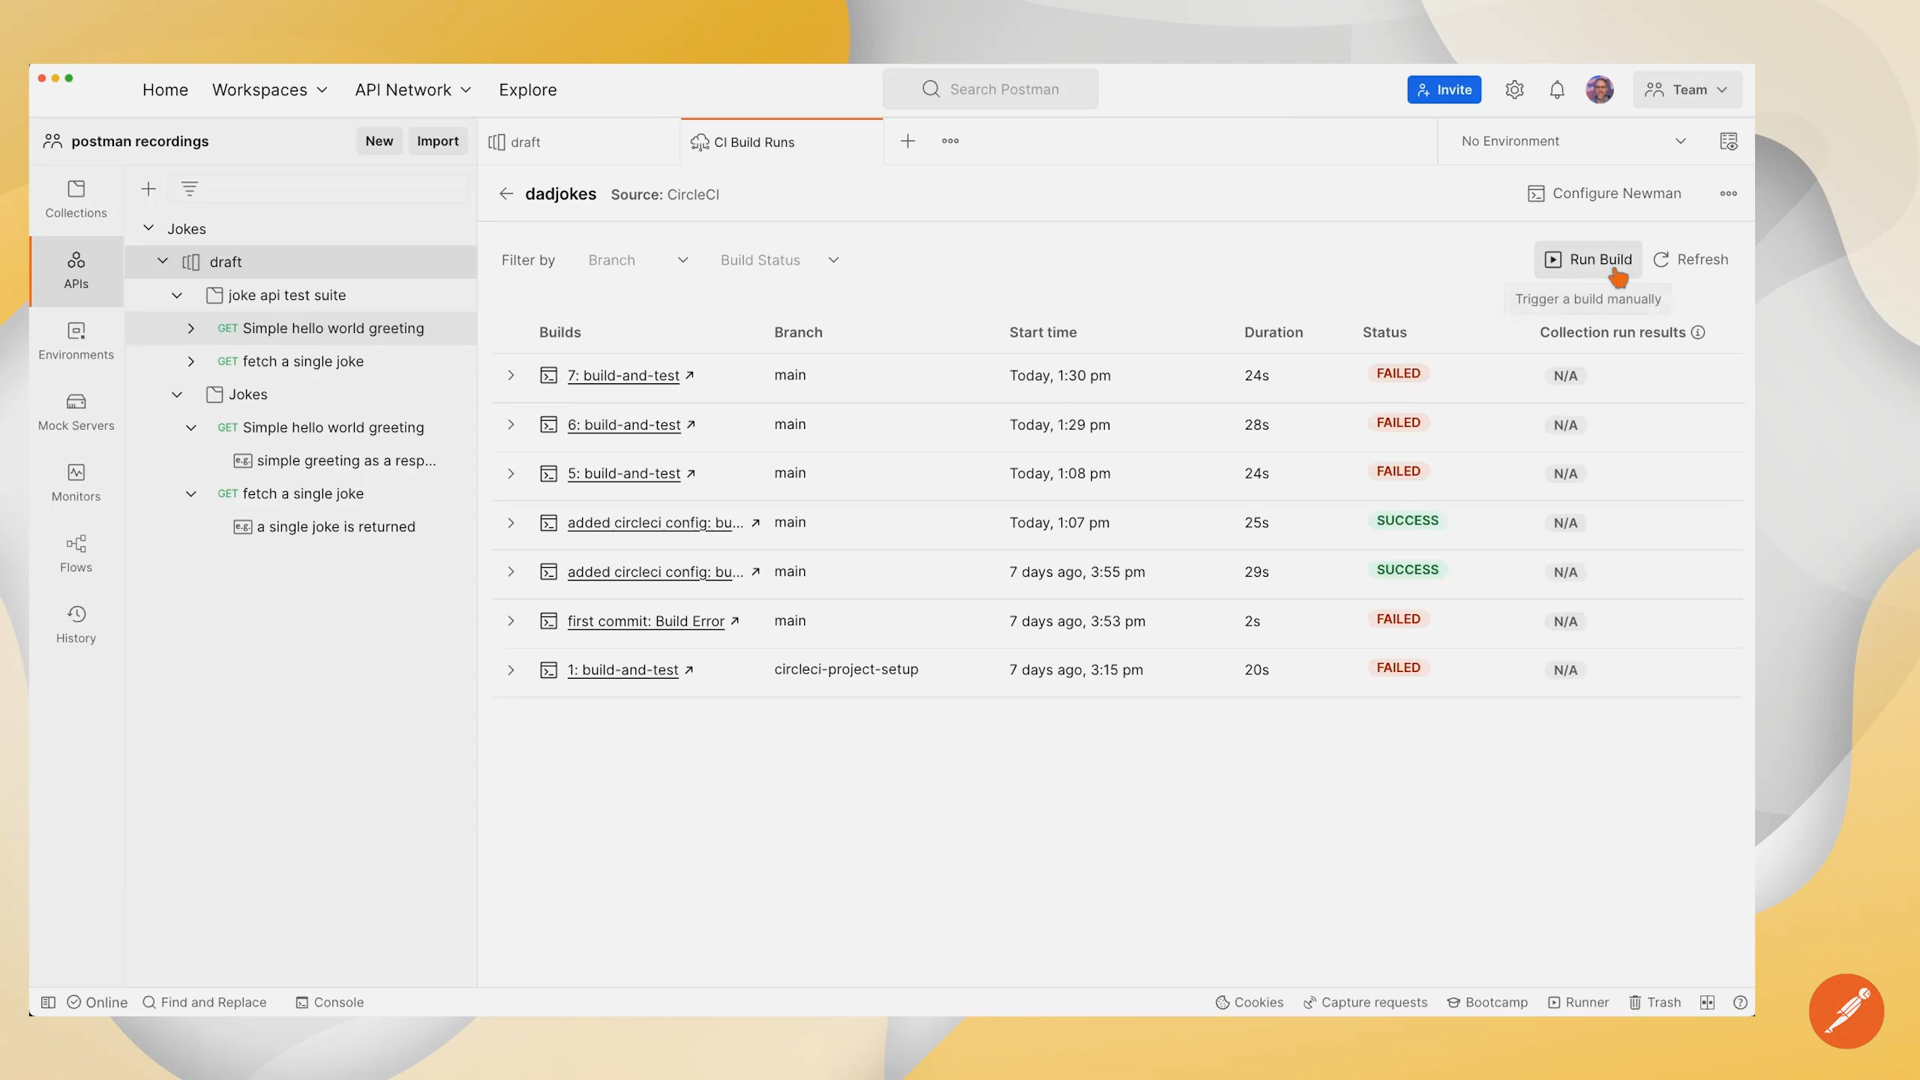 Home Workspaces API Network Explore Search Postman Invite Team
postman recordings New Import draft CI Build Runs No Environment
dadjokes Source: CircleCI Configure Newman
Collections
APIs
Environments
Mock Servers
Monitors
Flows
History
Jokes
draft
joke api test suite
GET Simple hello world greeting
GET fetch a single joke
Jokes
GET Simple hello world greeting
e.g. simple greeting as a resp...
GET fetch a single joke
e.g. a single joke is returned
Filter by Branch Build Status Run Build Refresh
Trigger a build manually
Builds Branch Start time Duration Status Collection run results
7: build-and-test main Today, 1:30 pm 24s FAILED N/A
6: build-and-test main Today, 1:29 pm 28s FAILED N/A
5: build-and-test main Today, 1:08 pm 24s FAILED N/A
added circleci config: bu... main Today, 1:07 pm 25s SUCCESS N/A
added circleci config: bu... main 7 days ago, 3:55 pm 29s SUCCESS N/A
first commit: Build Error main 7 days ago, 3:53 pm 2s FAILED N/A
1: build-and-test circleci-project-setup 7 days ago, 3:15 pm 20s FAILED N/A
Online Find and Replace Console Cookies Capture requests Bootcamp Runner Trash